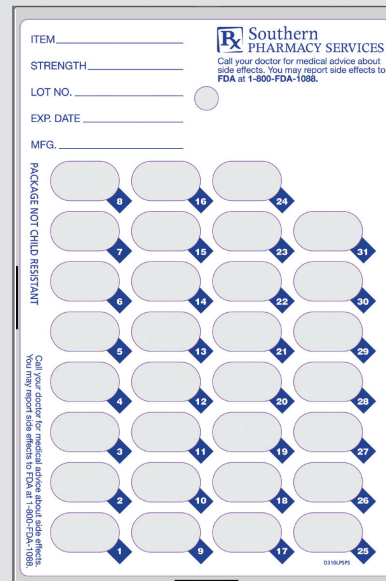 ITEM
STRENGTH
LOT NO.
EXP. DATE
MFG.
Rx Southern
PHARMACY SERVICES
Call your doctor for medical advice about
side effects. You may report side effects to
FDA at 1-800-FDA-1088.
PACKAGE NOT CHILD RESISTANT
Call your doctor for medical advice about side effects.
You may report side effects to FDA at 1-800-FDA-1088.
8 16 24
7 15 23 31
6 14 22 30
5 13 21 29
4 12 20 28
3 11 19 27
2 10 18 26
1 9 17 25
D310LPSPS